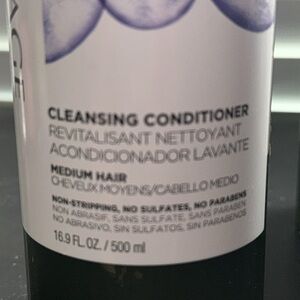 AGE
CLEANSING CONDITIONER
REVITALISANT NETTOYANT
ACONDICIONADOR LAVANTE
MEDIUM HAIR
CHEVEUX MOYENS/CABELLO MEDIO
NON-STRIPPING, NO SULFATES, NO PARABENS
NON ABRASIF, SANS SULFATE, SANS PARABEN
NO ABRASIVO, SIN SULFATOS, SIN PARABENOS
16.9 FL. OZ. / 500 ml